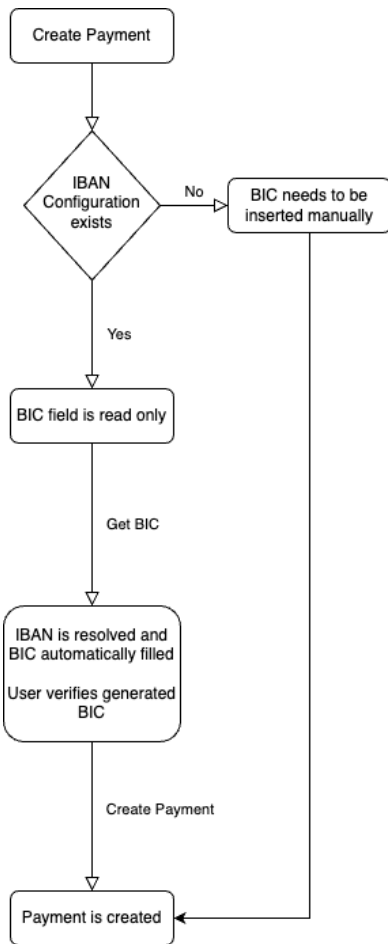 Create Payment
IBAN
Configuration
exists
No
BIC needs to be
inserted manually
Yes
BIC field is read only
Get BIC
IBAN is resolved and
BIC automatically filled
User verifies generated
BIC
Create Payment
Payment is created